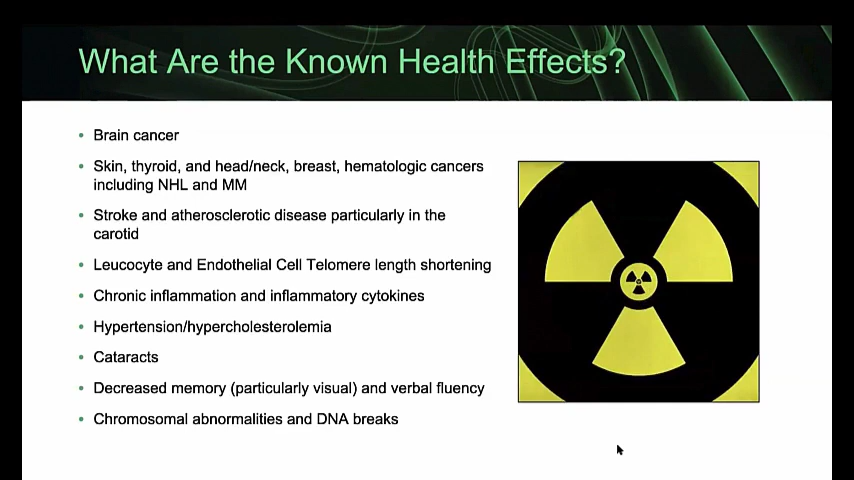 What Are the Known Health Effects?
• Brain cancer
• Skin, thyroid, and head/neck, breast, hematologic cancers
including NHL and MM
• Stroke and atherosclerotic disease particularly in the
carotid
• Leucocyte and Endothelial Cell Telomere length shortening
• Chronic inflammation and inflammatory cytokines
• Hypertension/hypercholesterolemia
• Cataracts
• Decreased memory (particularly visual) and verbal fluency
• Chromosomal abnormalities and DNA breaks